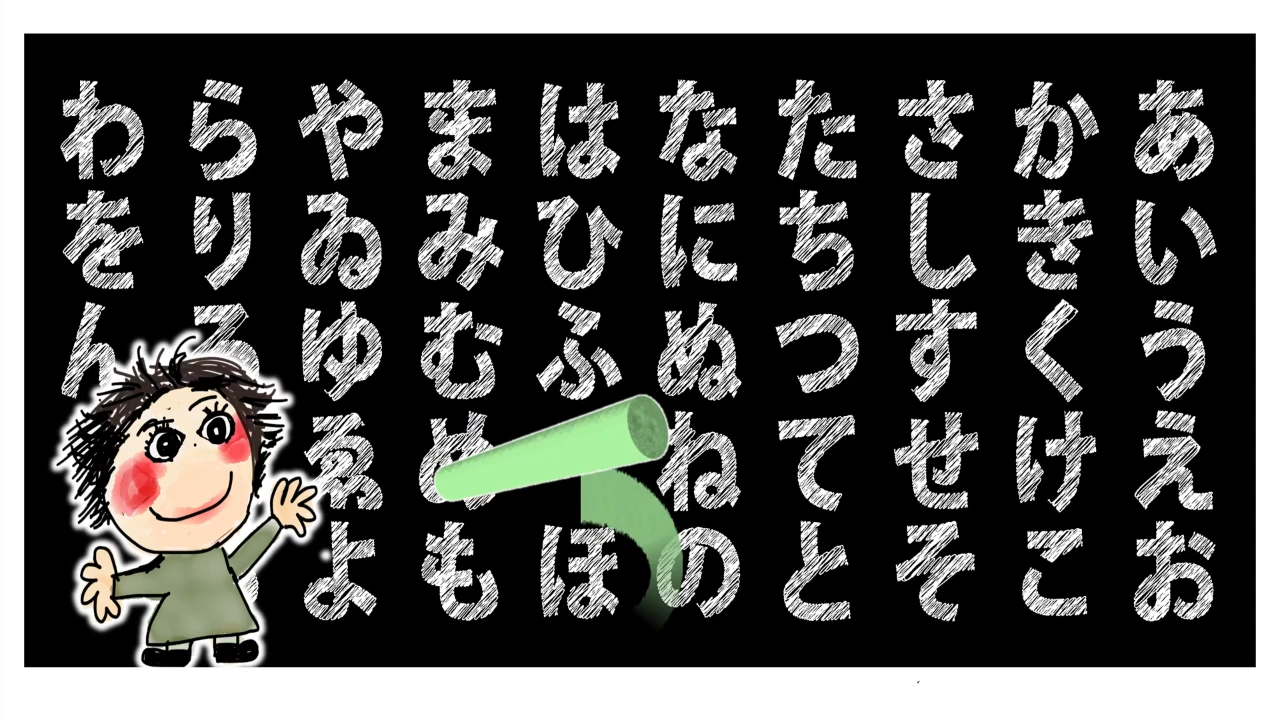 あいうえお
かきくけこ
さしすせそ
たちつてと
なにぬねの
はひふほ
まみむめも
やゐゆゑよ
らりる
わをん